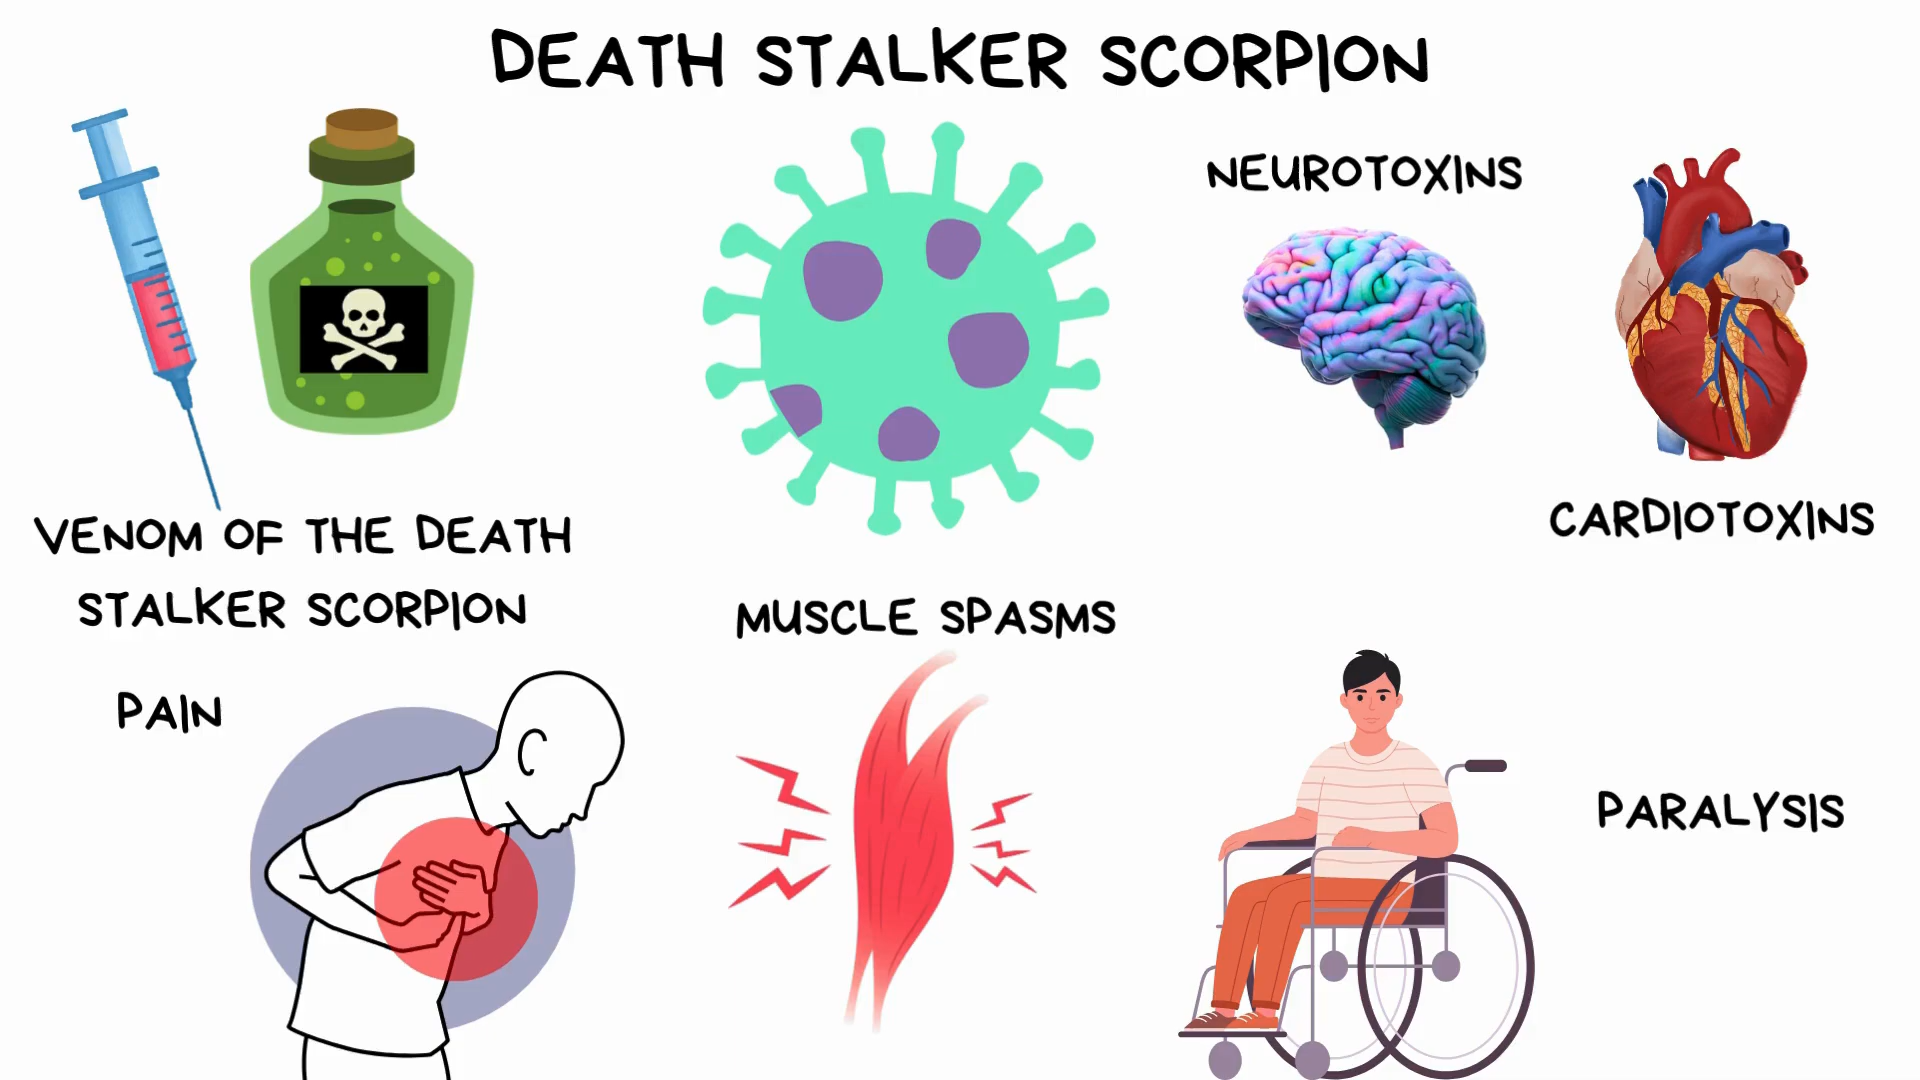 DEATH STALKER SCORPION
NEUROTOXINS
CARDIOTOXINS
VENOM OF THE DEATH
STALKER SCORPION
MUSCLE SPASMS
PAIN
PARALYSIS